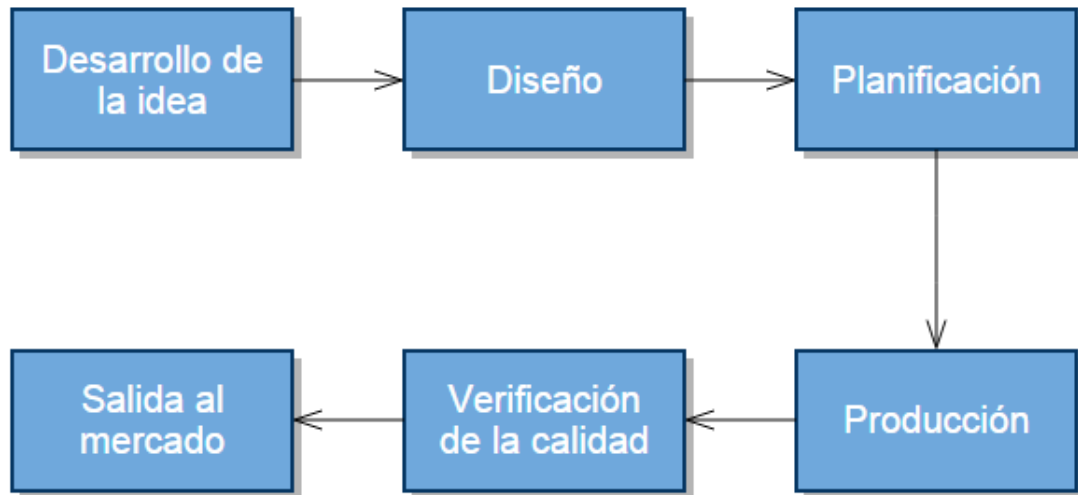 Desarrollo de
la idea
Diseño
Planificación
Producción
Verificación
de la calidad
Salida al
mercado